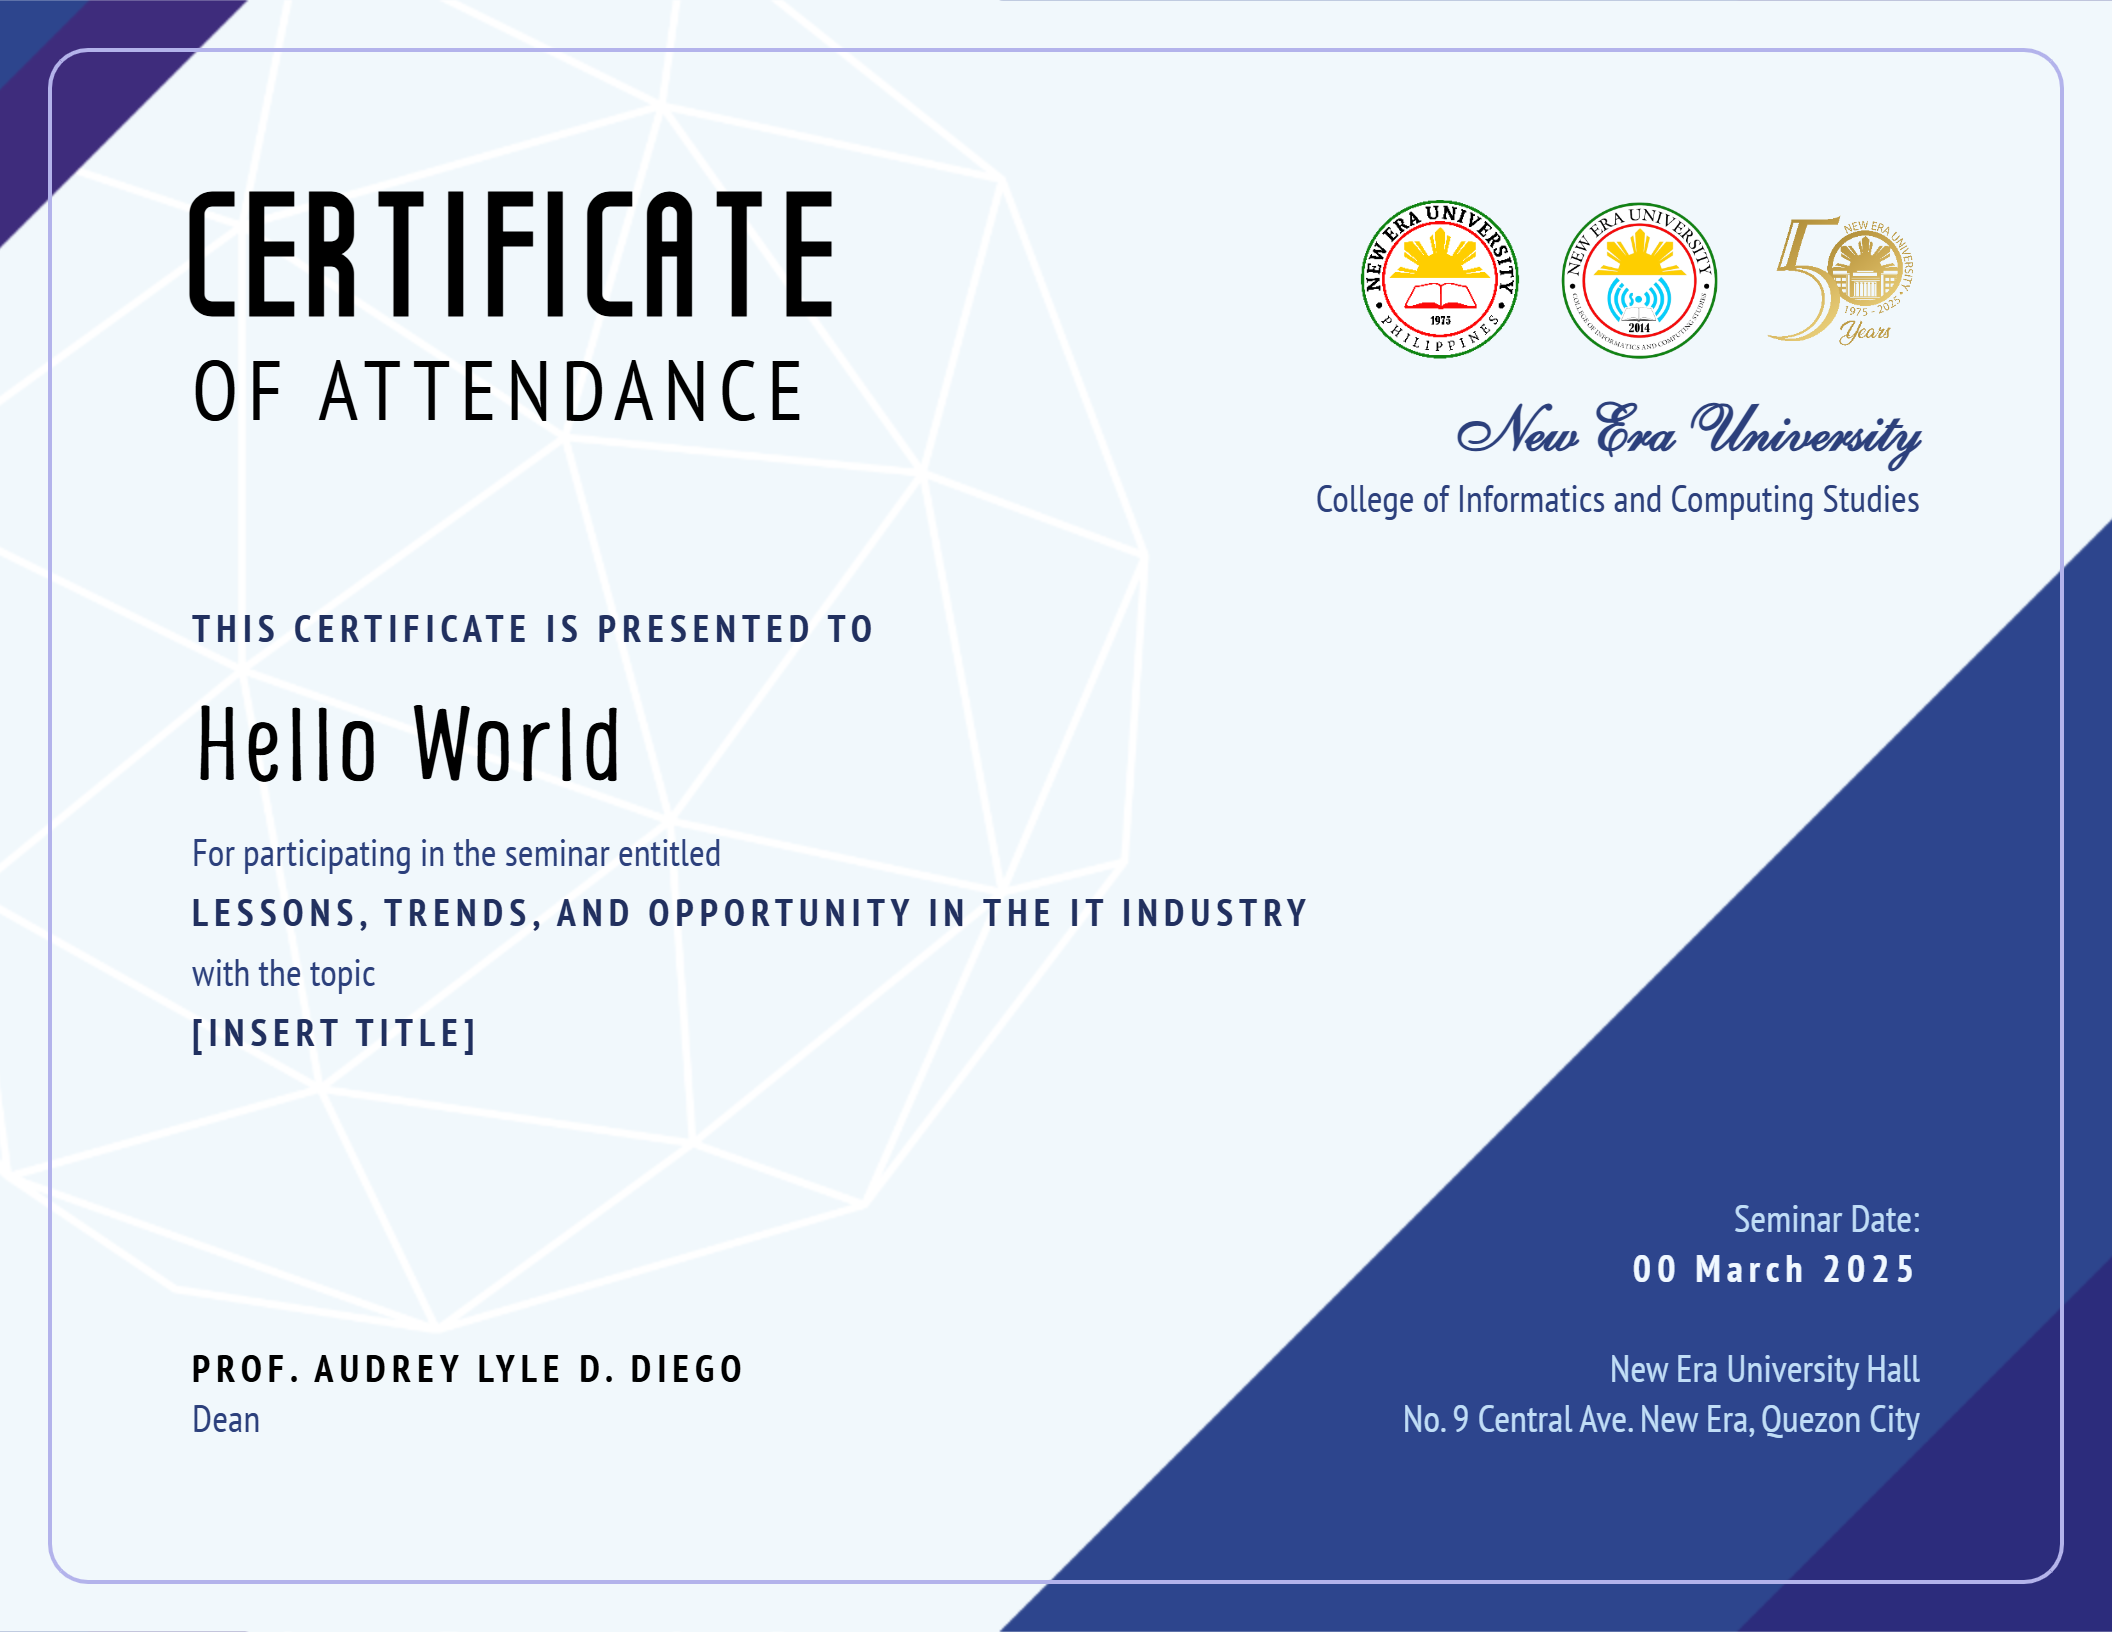 CERTIFICATE
OF ATTENDANCE
NEW ERA UNIVERSITY
1975
• PHILIPPINES •
NEW ERA UNIVERSITY
2014
• COLLEGE OF INFORMATICS AND COMPUTING STUDIES •
50
NEW ERA UNIVERSITY •
1975 - 2025
Years
New Era University
College of Informatics and Computing Studies
THIS CERTIFICATE IS PRESENTED TO
Hello World
For participating in the seminar entitled
LESSONS, TRENDS, AND OPPORTUNITY IN THE IT INDUSTRY
with the topic
[INSERT TITLE]
Seminar Date:
00 March 2025
PROF. AUDREY LYLE D. DIEGO
Dean
New Era University Hall
No. 9 Central Ave. New Era, Quezon City